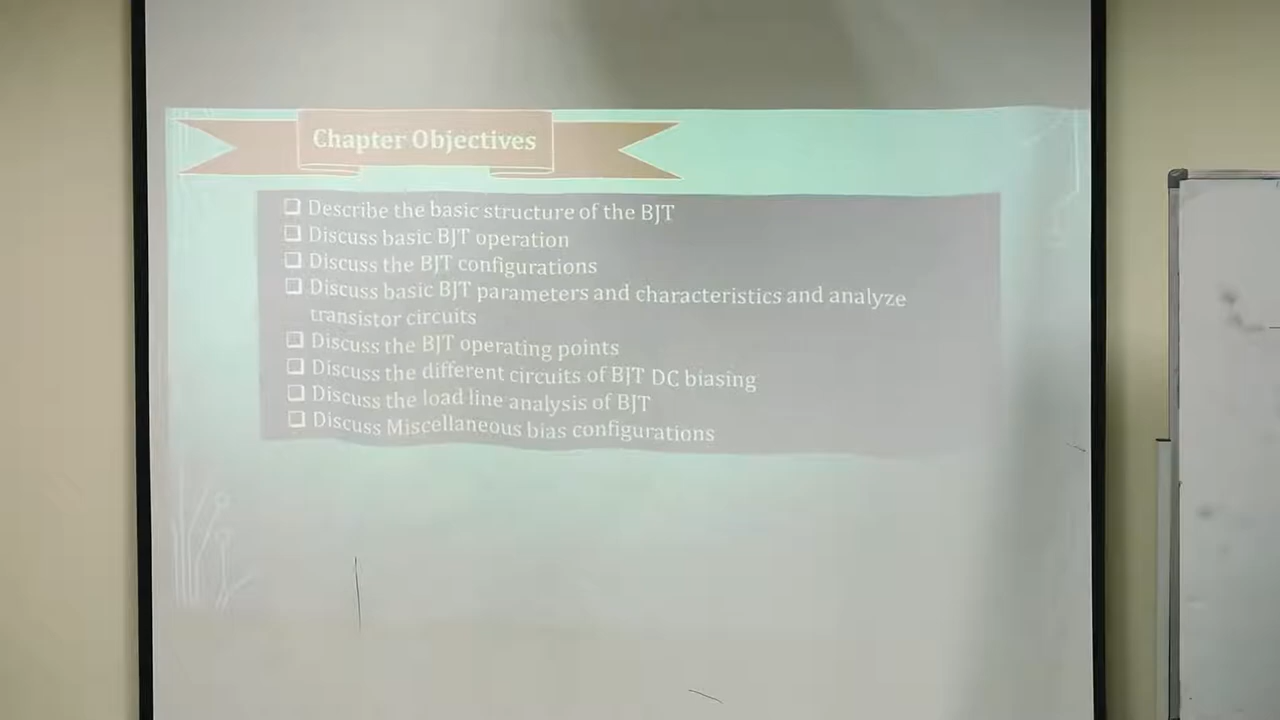 Chapter Objectives
❑ Describe the basic structure of the BJT
❑ Discuss basic BJT operation
❑ Discuss the BJT configurations
❑ Discuss basic BJT parameters and characteristics and analyze
transistor circuits
❑ Discuss the BJT operating points
❑ Discuss the different circuits of BJT DC biasing
❑ Discuss the load line analysis of BJT
❑ Discuss Miscellaneous bias configurations